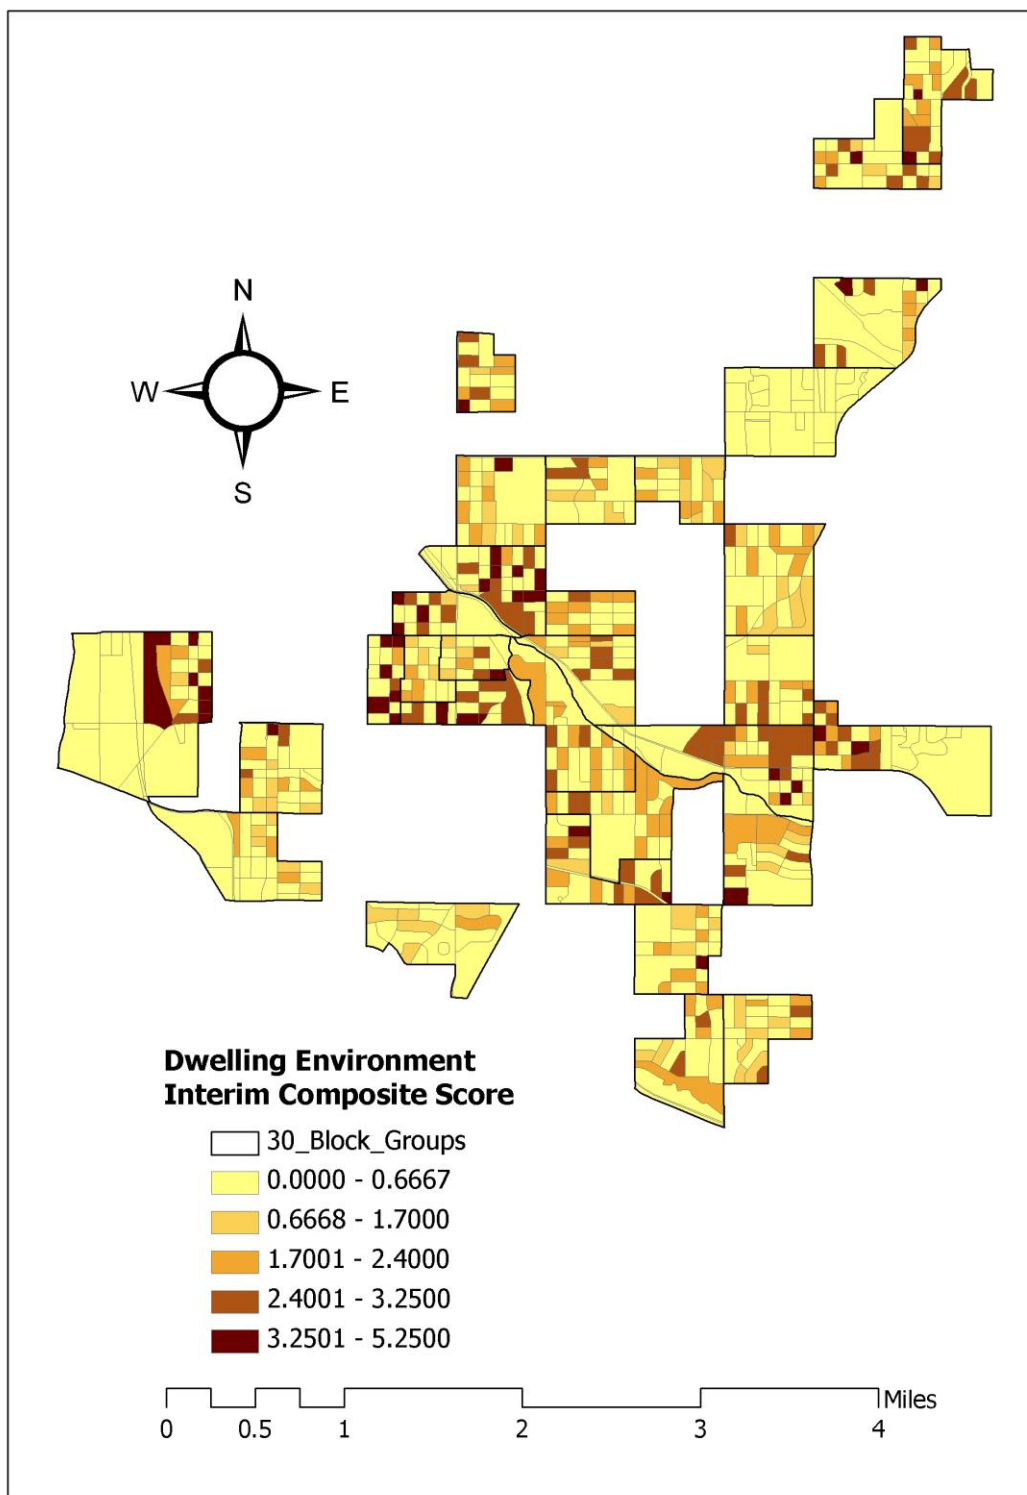 N
W E
S
Dwelling Environment
Interim Composite Score
30_Block_Groups
0.0000 - 0.6667
0.6668 - 1.7000
1.7001 - 2.4000
2.4001 - 3.2500
3.2501 - 5.2500
Miles
0 0.5 1 2 3 4